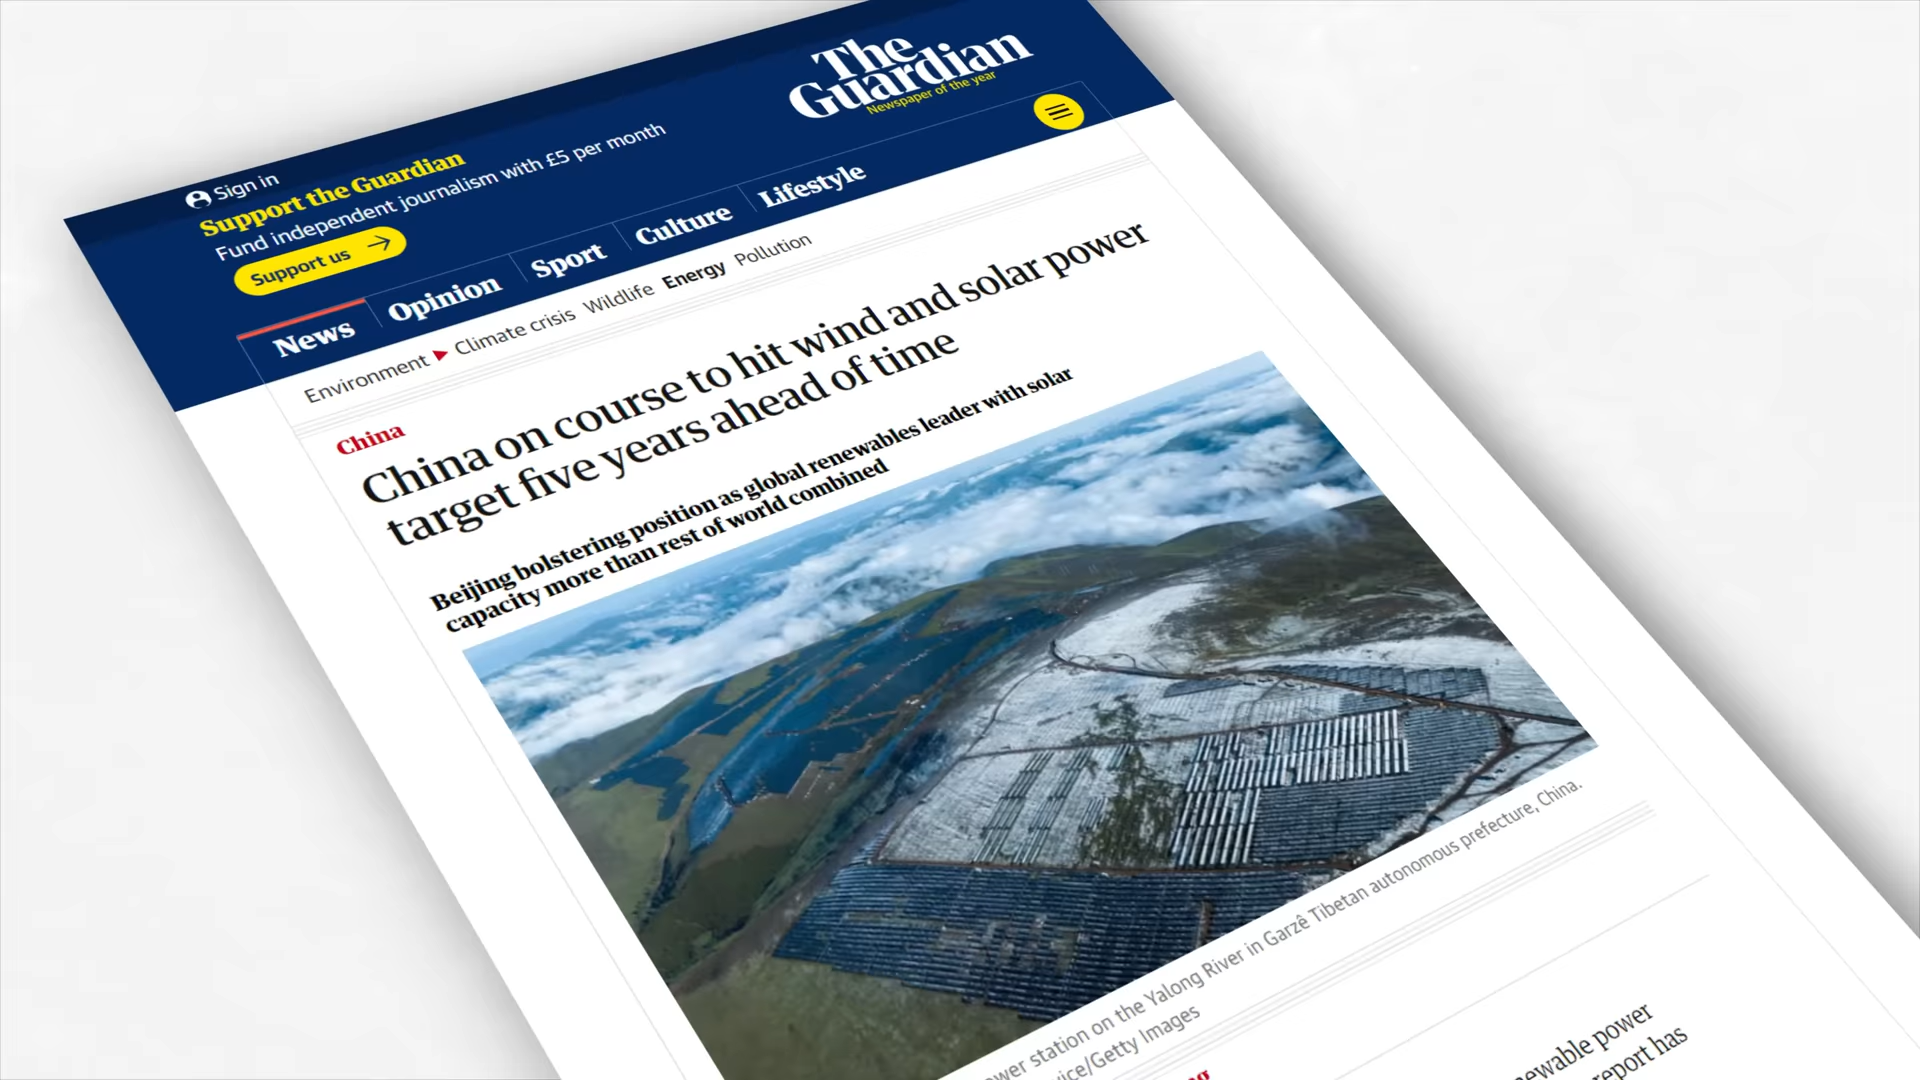 The
Guardian
Newspaper of the year
Sign in
Support the Guardian
Fund independent journalism with £5 per month
Support us
News
Opinion
Sport
Culture
Lifestyle
Environment
Climate crisis
Wildlife
Energy
Pollution
China
China on course to hit wind and solar power
target five years ahead of time
Beijing bolstering position as global renewables leader with solar
capacity more than rest of world combined
station on the Yalong River in Garzê Tibetan autonomous prefecture, China.
/Getty Images
power
report has